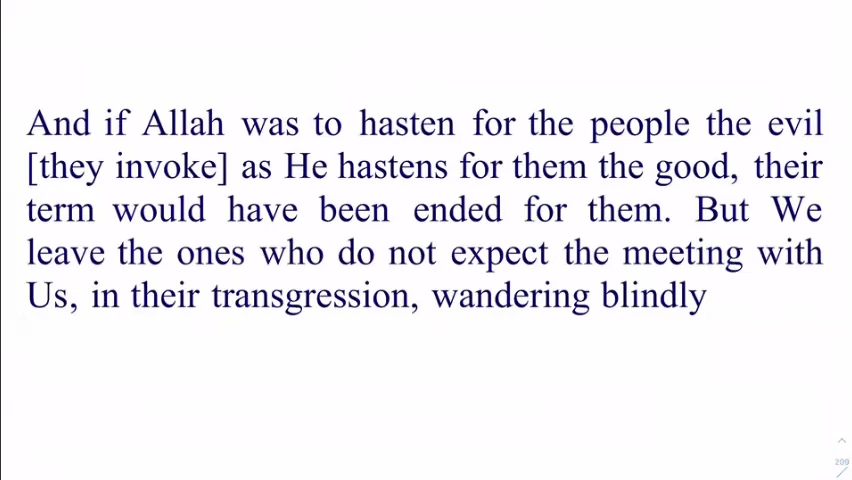 And if Allah was to hasten for the people the evil
[they invoke] as He hastens for them the good, their
term would have been ended for them. But We
leave the ones who do not expect the meeting with
Us, in their transgression, wandering blindly
209